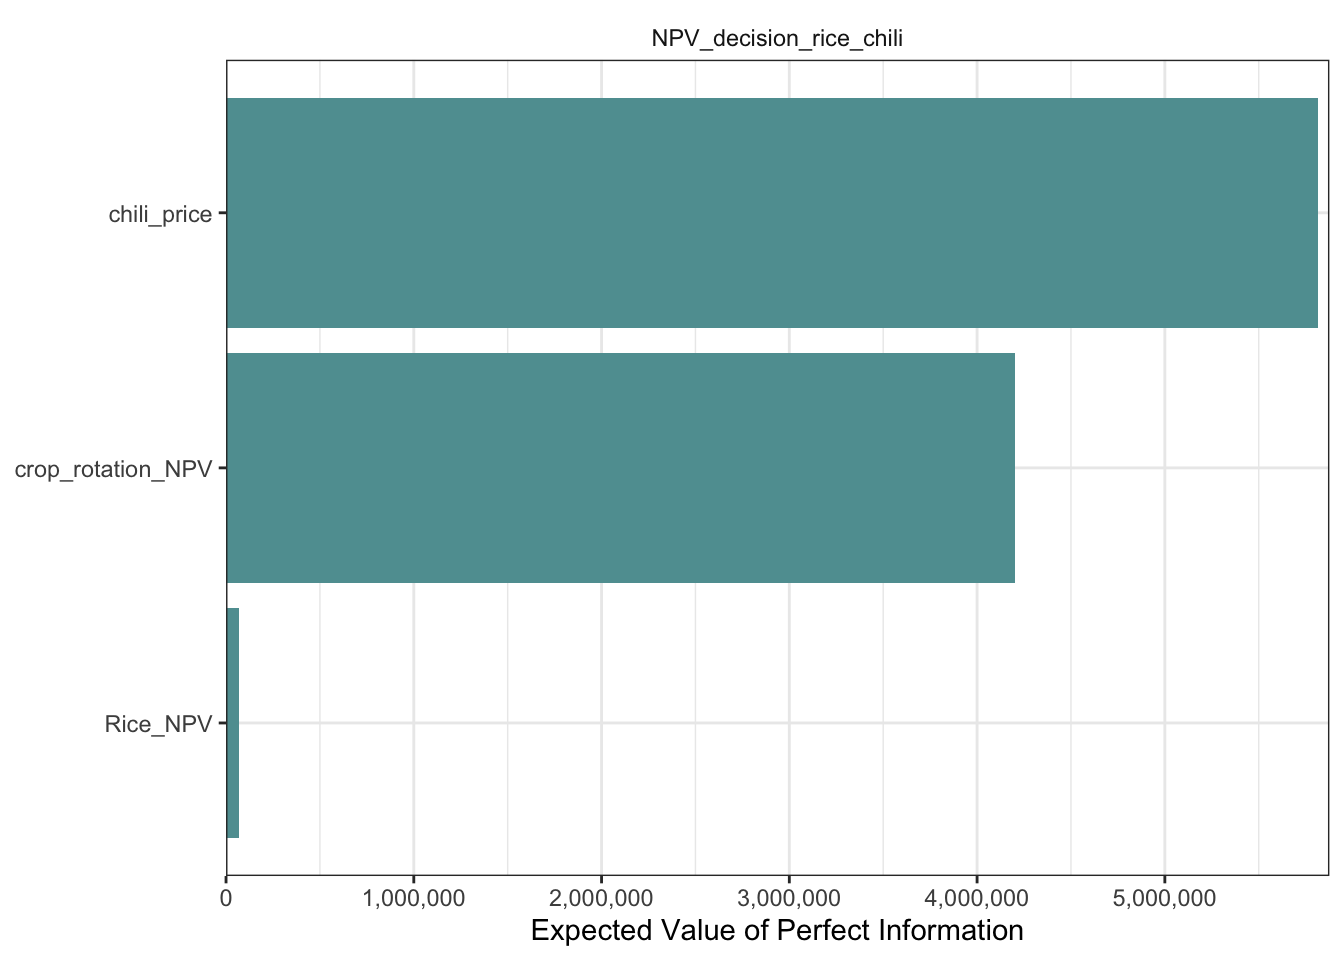 NPV_decision_rice_chili
chili_price
crop_rotation_NPV
Rice_NPV
0
1,000,000
2,000,000
3,000,000
4,000,000
5,000,000
Expected Value of Perfect Information